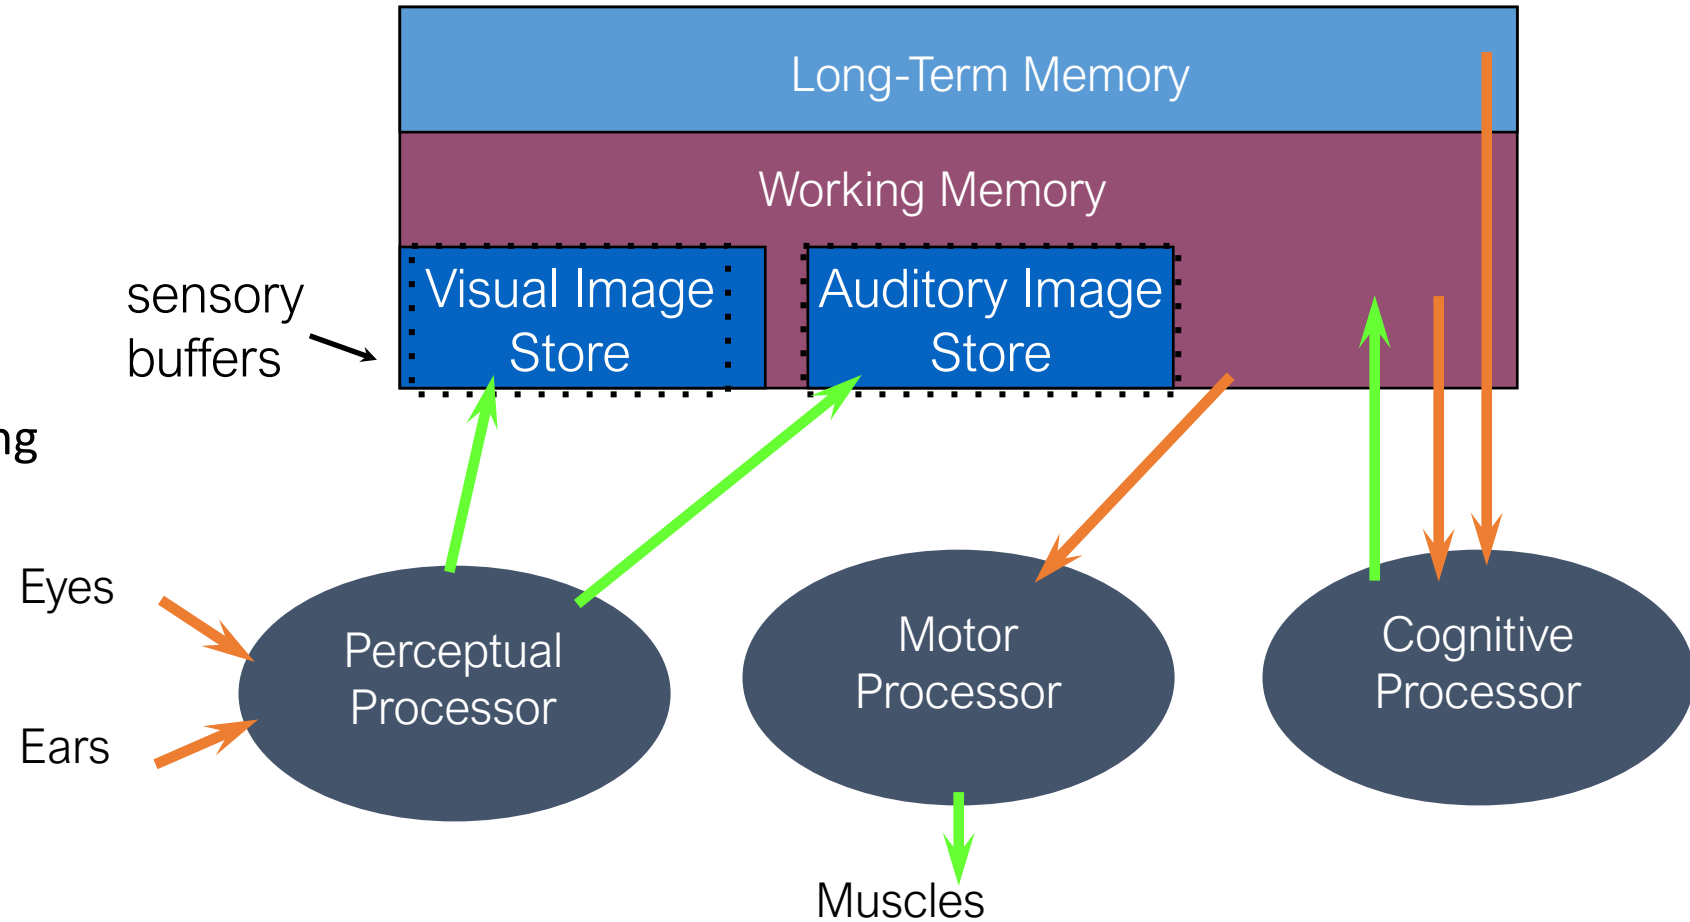 Long-Term Memory
Working Memory
sensory
buffers
Visual Image
Store
Auditory Image
Store
ng
Eyes
Ears
Perceptual
Processor
Motor
Processor
Cognitive
Processor
Muscles